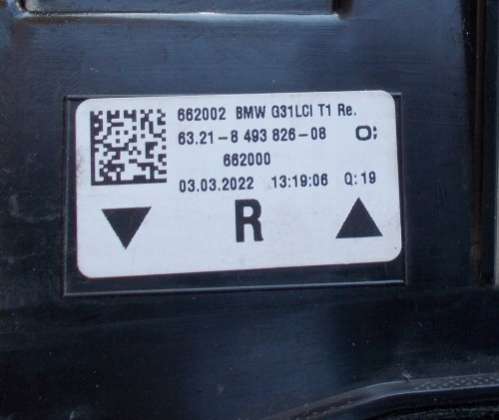 662002 BMW G31LCI T1 Re.
63.21-8 493 826-08 O;
662000
03.03.2022 13:19:06 Q:19
R